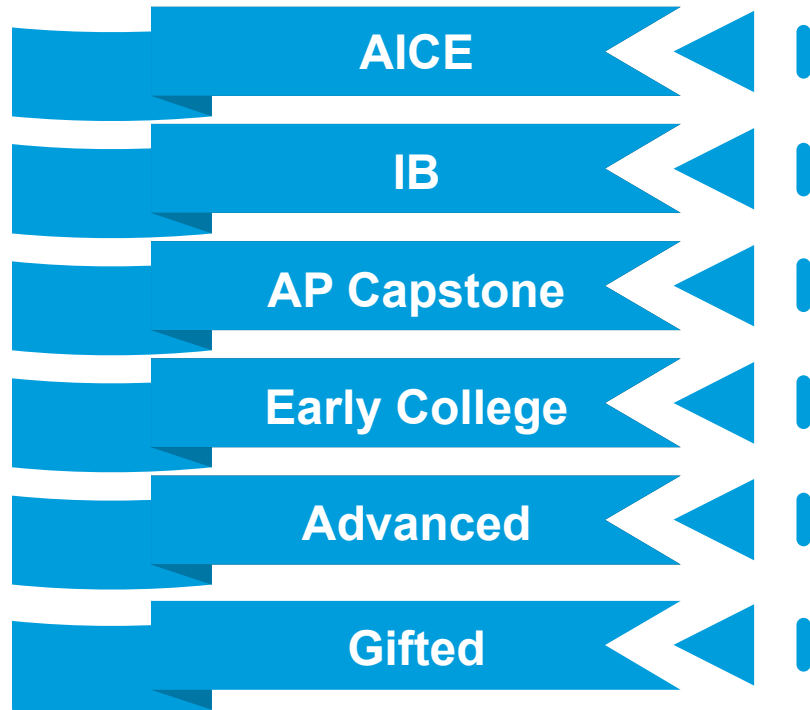 AICE
IB
AP Capstone
Early College
Advanced
Gifted